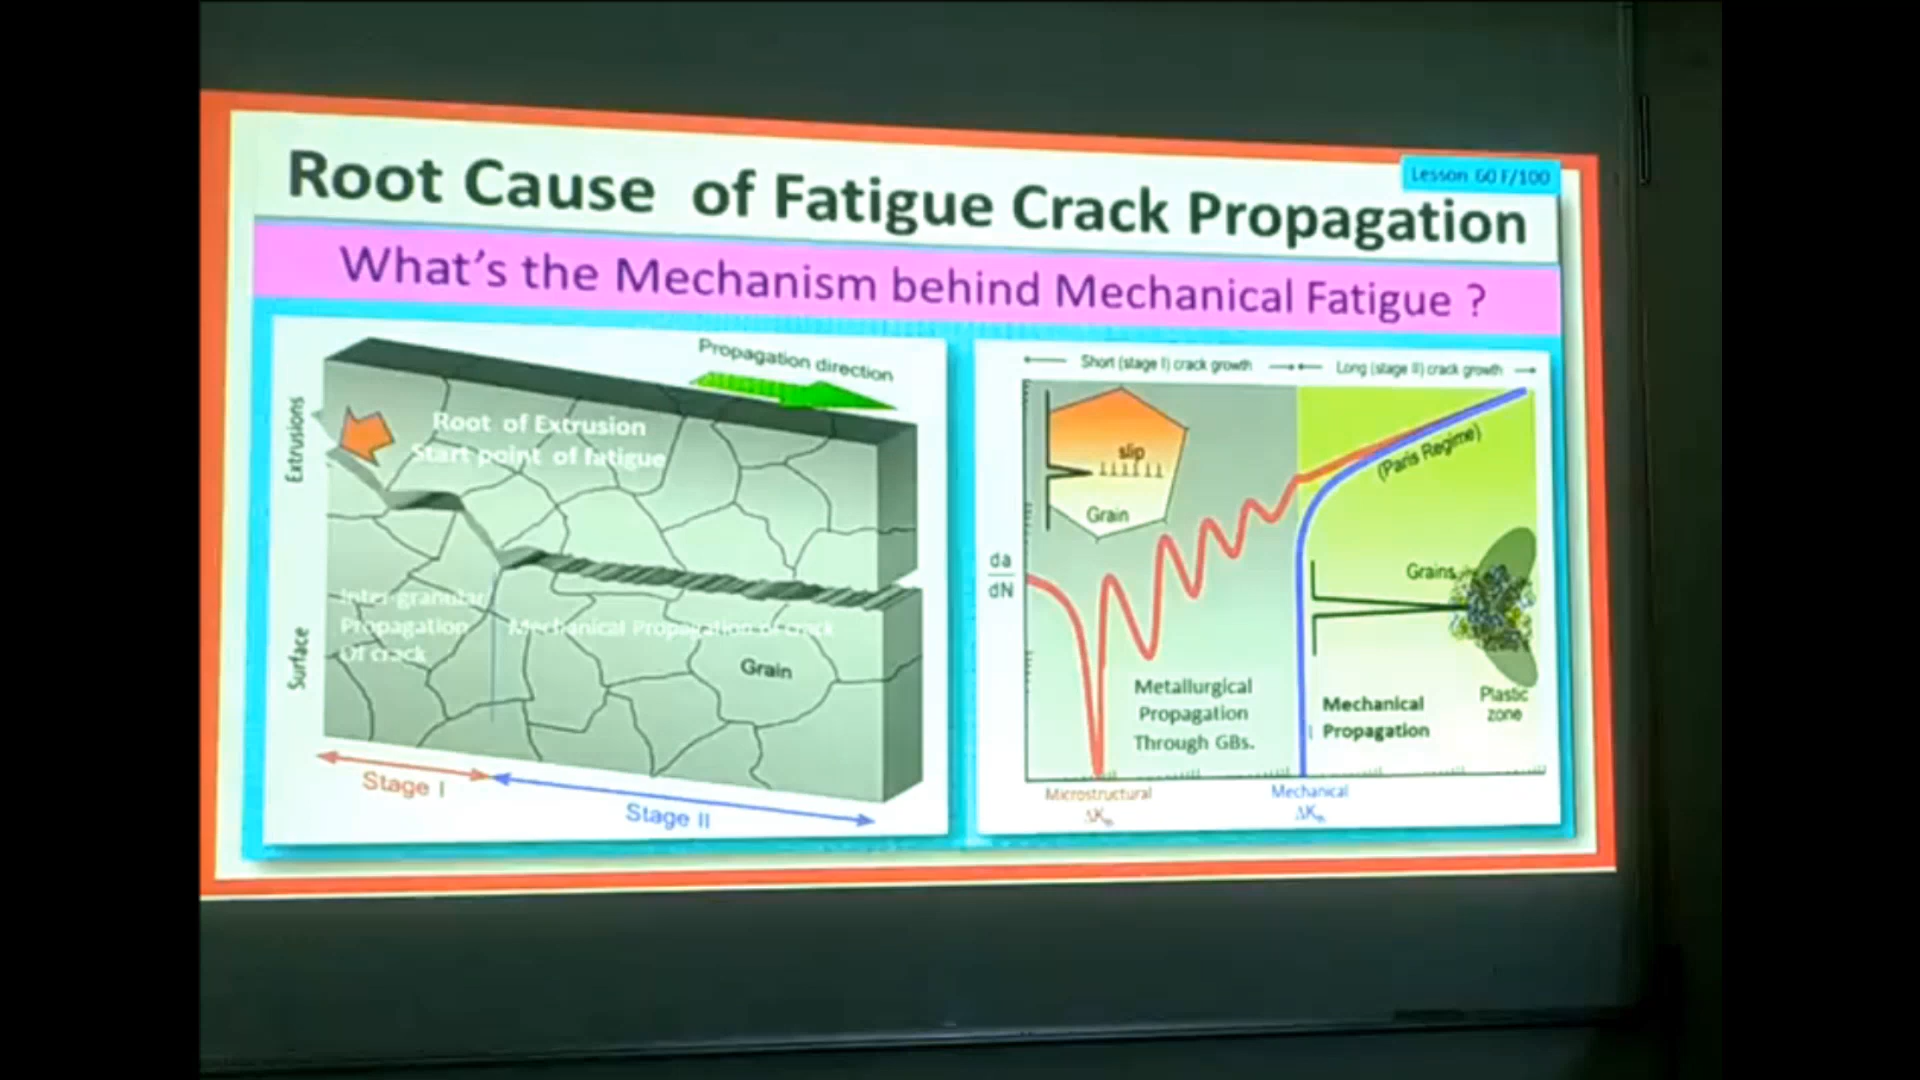 Lesson 60 F/100
Root Cause of Fatigue Crack Propagation
What's the Mechanism behind Mechanical Fatigue ?
Propagation direction
Extrusions
Root of Extrusion
Start point of fatigue
Inter-granular
Propagation
Of crack
Mechanical Propagation of crack
Surface
Grain
Stage I
Stage II
Short (stage I) crack growth
Long (stage II) crack growth
slip
Grain
(Paris Regime)
da
dN
Grains
Metallurgical
Propagation
Through GBs.
Mechanical
Propagation
Plastic
zone
Microstructural
ΔKth
Mechanical
ΔKth